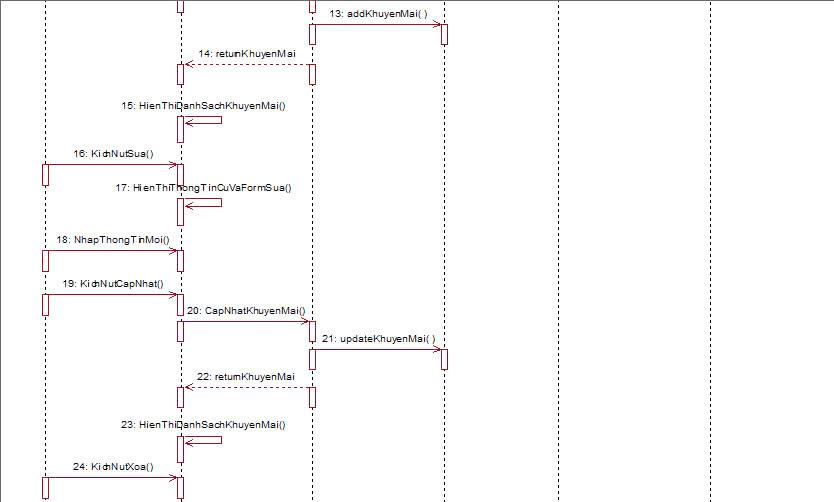 13: addKhuyenMai( )
14: returnKhuyenMai
15: HienThiDanhSachKhuyenMai()
16: KichNutSua()
17: HienThiThongTinCuVaFormSua()
18: NhapThongTinMoi()
19: KichNutCapNhat()
20: CapNhatKhuyenMai()
21: updateKhuyenMai( )
22: returnKhuyenMai
23: HienThiDanhSachKhuyenMai()
24: KichNutXoa()